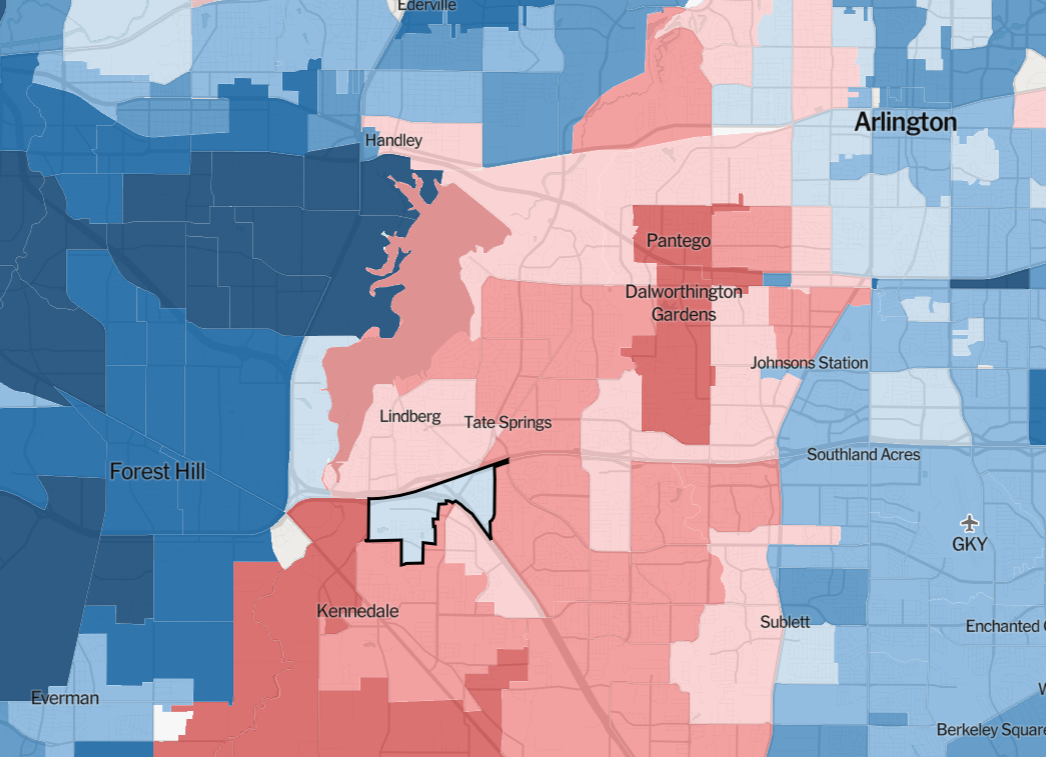 Ederville
Arlington
Handley
Pantego
Dalworthington
Gardens
Johnsons Station
Lindberg
Tate Springs
Southland Acres
Forest Hill
GKY
Kennedale
Sublett
Enchanted
Everman
Berkeley Square